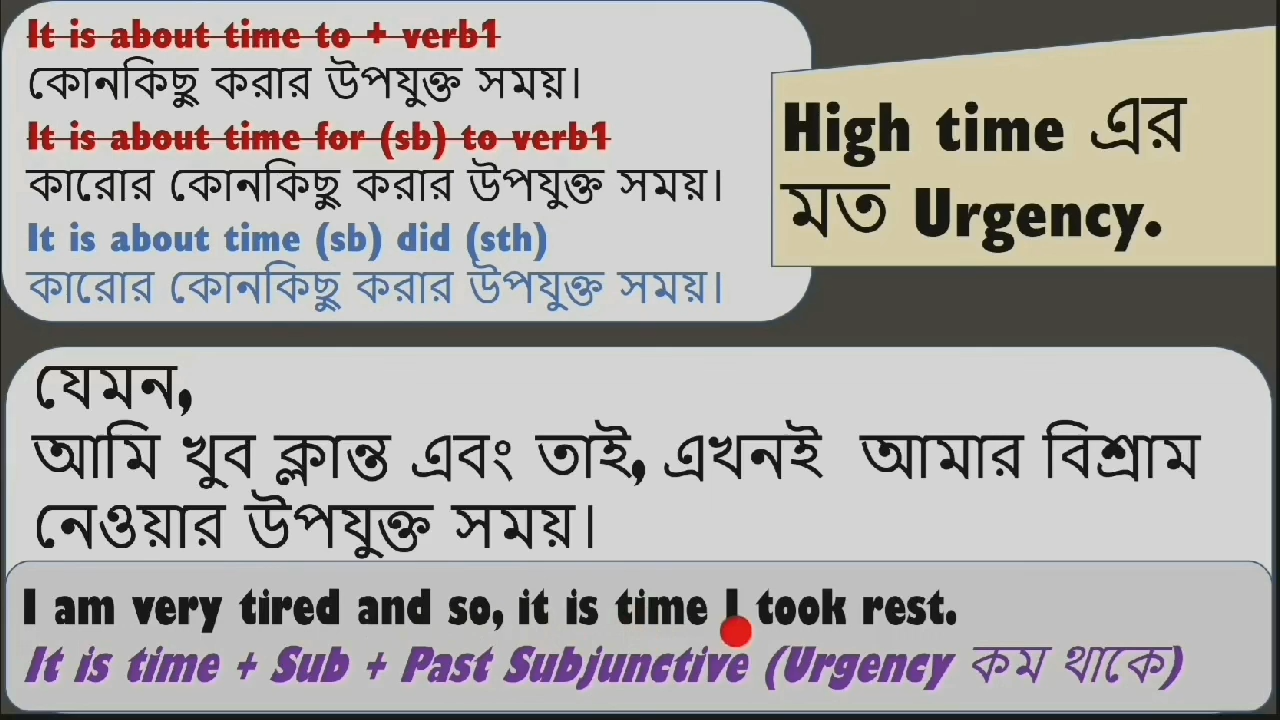 It is about time to + verb1
কোনকিছু করার উপযুক্ত সময়।
It is about time for (sb) to verb1
কারোর কোনকিছু করার উপযুক্ত সময়।
It is about time (sb) did (sth)
কারোর কোনকিছু করার উপযুক্ত সময়।
High time এর
মত Urgency.
যেমন,
আমি খুব ক্লান্ত এবং তাই, এখনই আমার বিশ্রাম
নেওয়ার উপযুক্ত সময়।
I am very tired and so, it is time I took rest.
It is time + Sub + Past Subjunctive (Urgency কম থাকে)